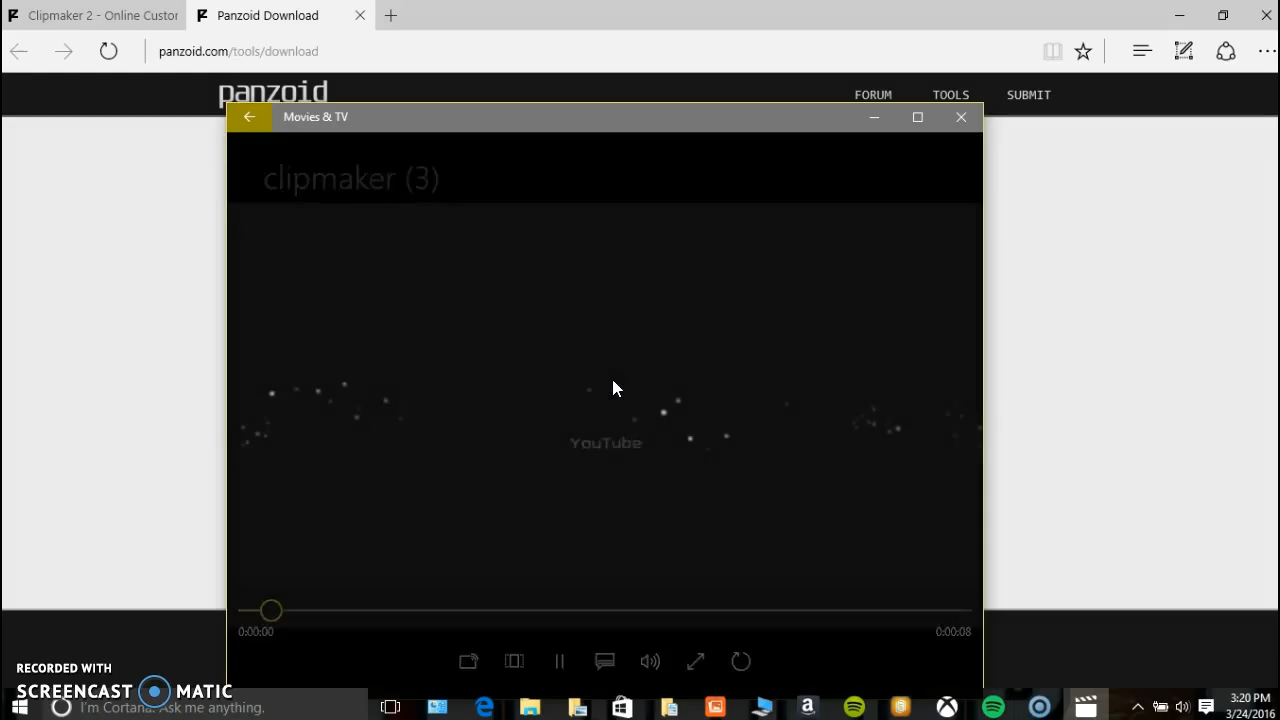 Clipmaker 2 - Online Custor
Panzoid Download
panzoid.com/tools/download
panzoid
FORUM TOOLS SUBMIT
Movies & TV
clipmaker (3)
YouTube
0:00:00
0:00:08
RECORDED WITH
SCREENCAST MATIC
I'm Cortana. Ask me anything.
3:20 PM
3/24/2016